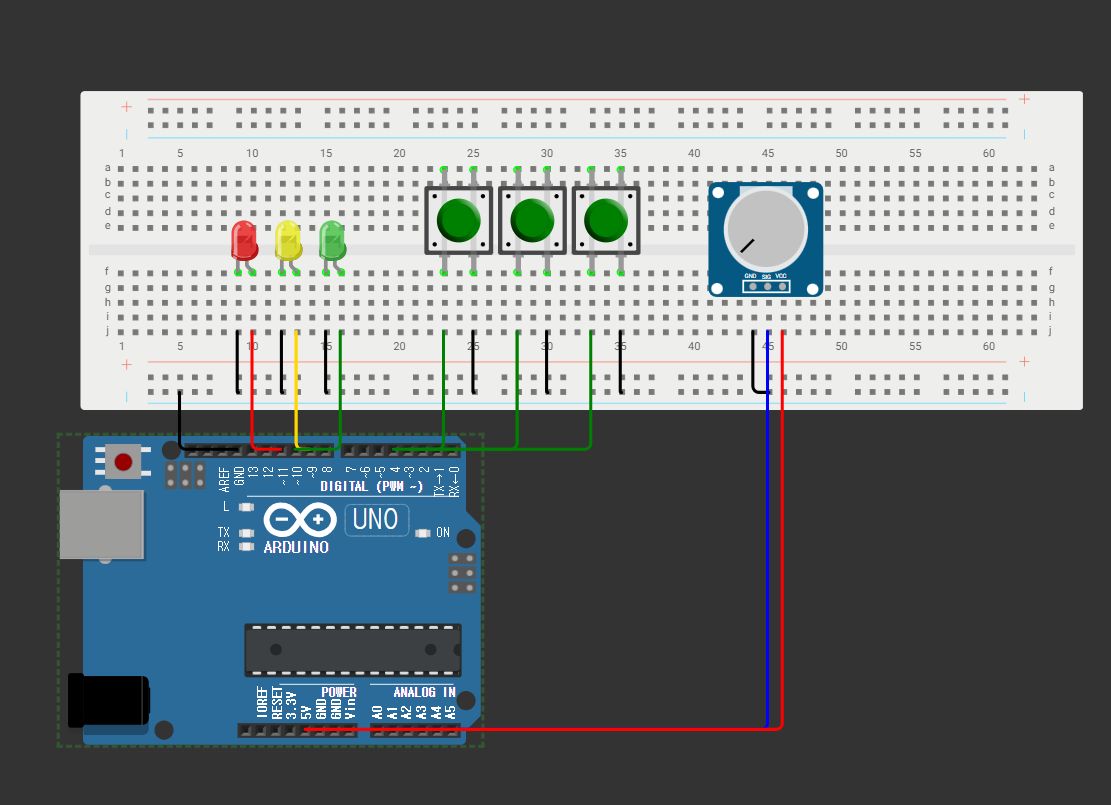 + +
1 5 10 15 20 25 30 35 40 45 50 55 60
a a
b b
c c
d d
e e
GND SIG VCC
f f
g g
h h
i i
j j
1 5 10 15 20 25 30 35 40 45 50 55 60
+ +
AREF GND 13 12 ~11 ~10 ~9 8 7 ~6 ~5 4 ~3 2 TX→1 RX←0
DIGITAL (PWM ~)
L
TX
RX
UNO
ON
ARDUINO
POWER ANALOG IN
IOREF RESET 3.3V 5V GND GND Vin A0 A1 A2 A3 A4 A5